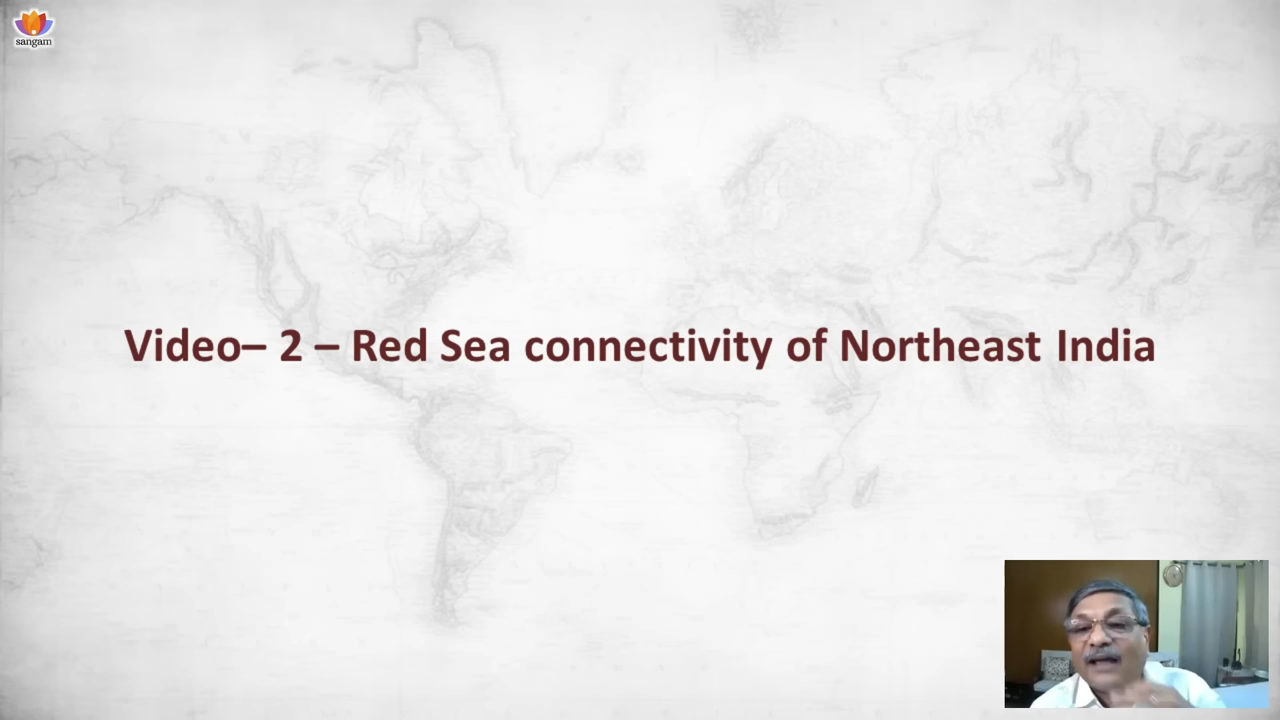 sangam
Video– 2 – Red Sea connectivity of Northeast India